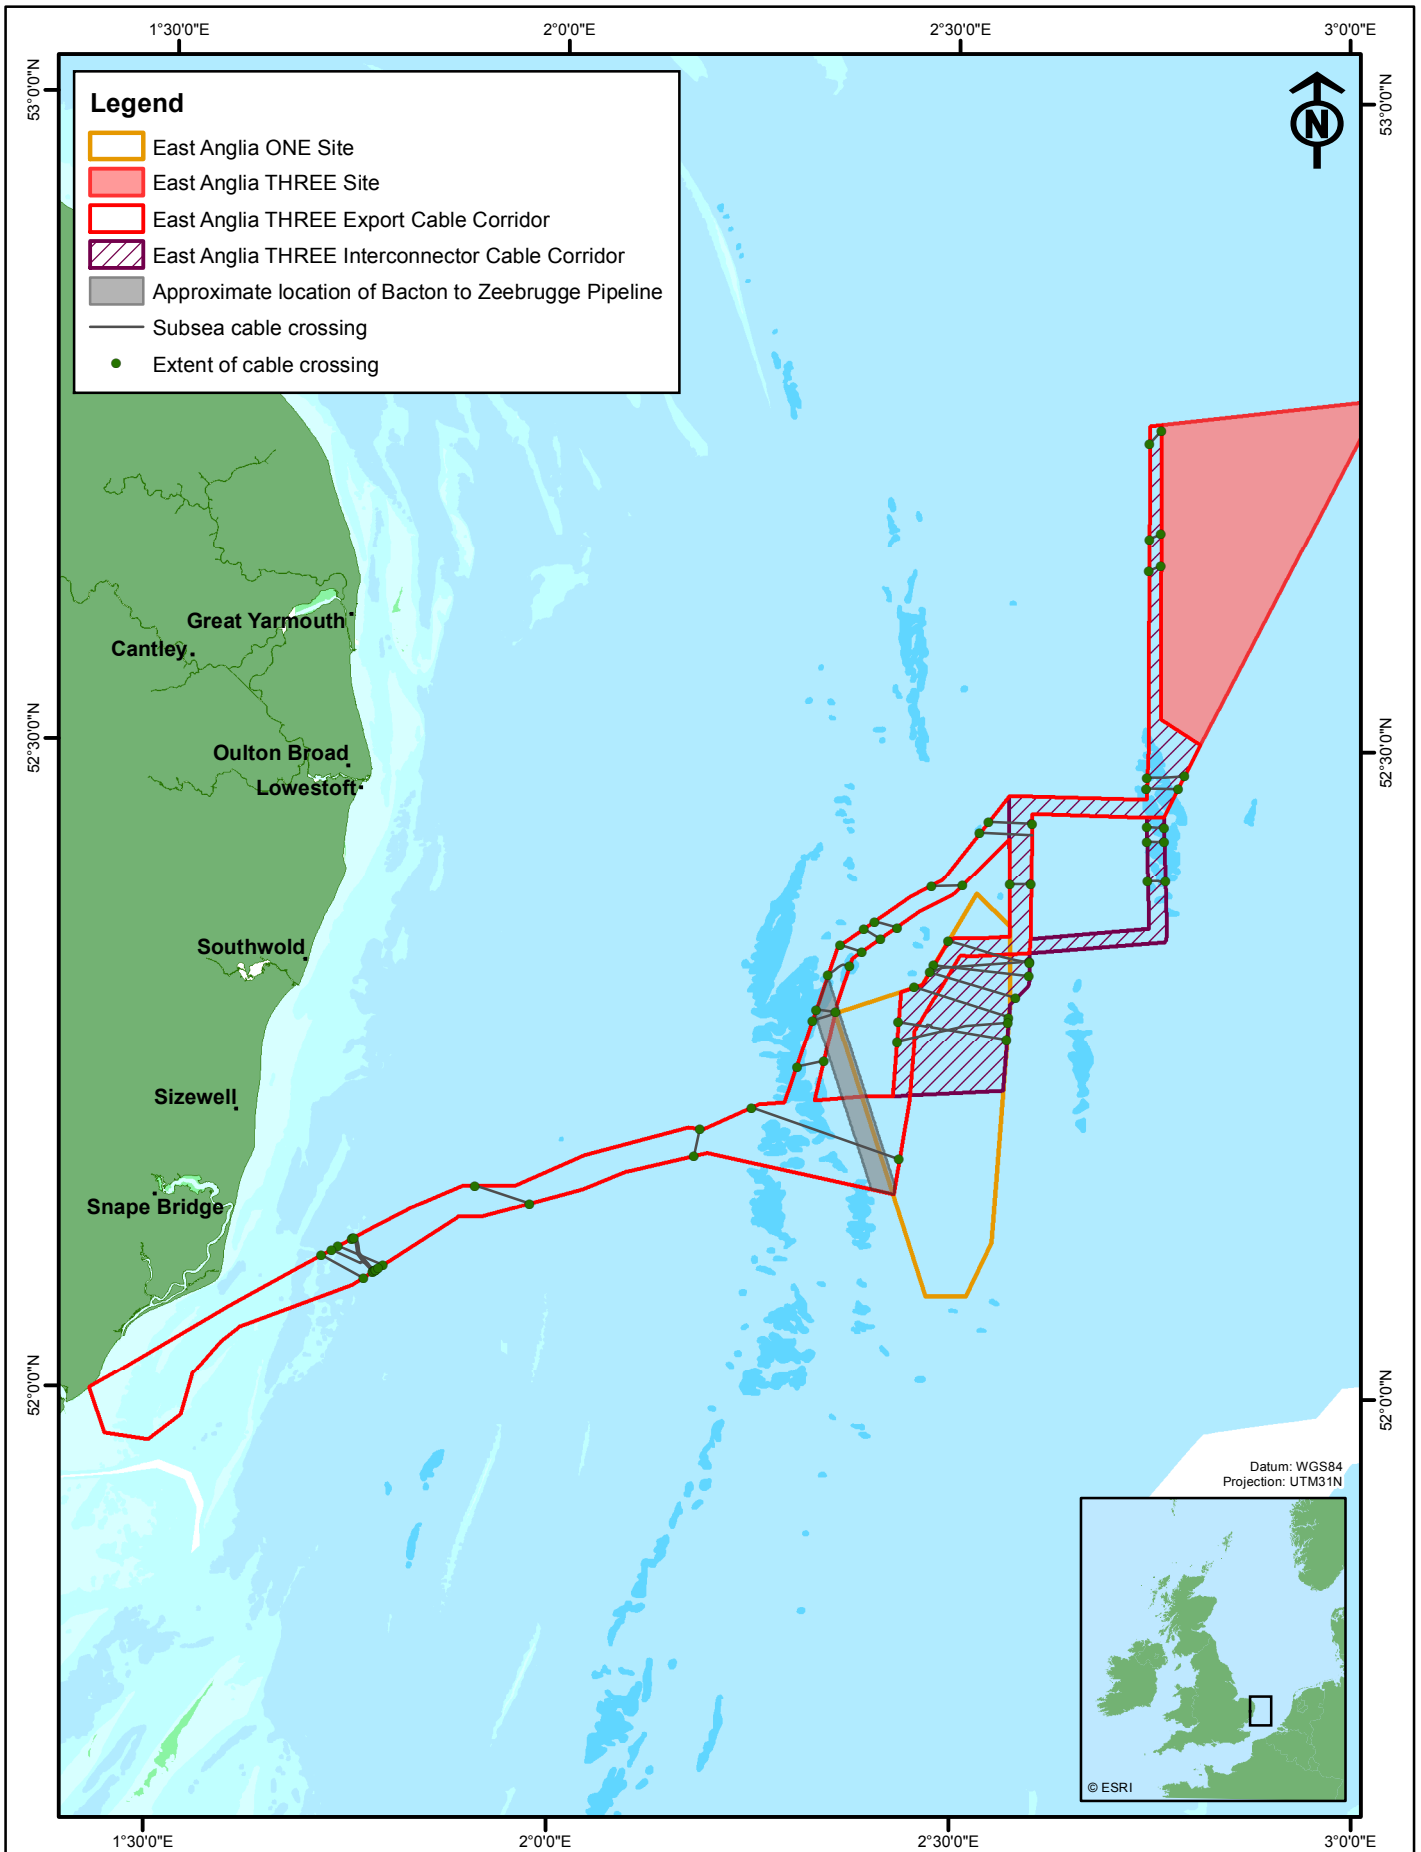 1°30'0"E
2°0'0"E
2°30'0"E
3°0'0"E
53°0'0"N
53°0'0"N
Legend
East Anglia ONE Site
East Anglia THREE Site
East Anglia THREE Export Cable Corridor
East Anglia THREE Interconnector Cable Corridor
Approximate location of Bacton to Zeebrugge Pipeline
Subsea cable crossing
Extent of cable crossing
N
Great Yarmouth
Cantley
52°30'0"N
52°30'0"N
Oulton Broad
Lowestoft
Southwold
Sizewell
Snape Bridge
52°0'0"N
52°0'0"N
Datum: WGS84
Projection: UTM31N
© ESRI
1°30'0"E
2°0'0"E
2°30'0"E
3°0'0"E